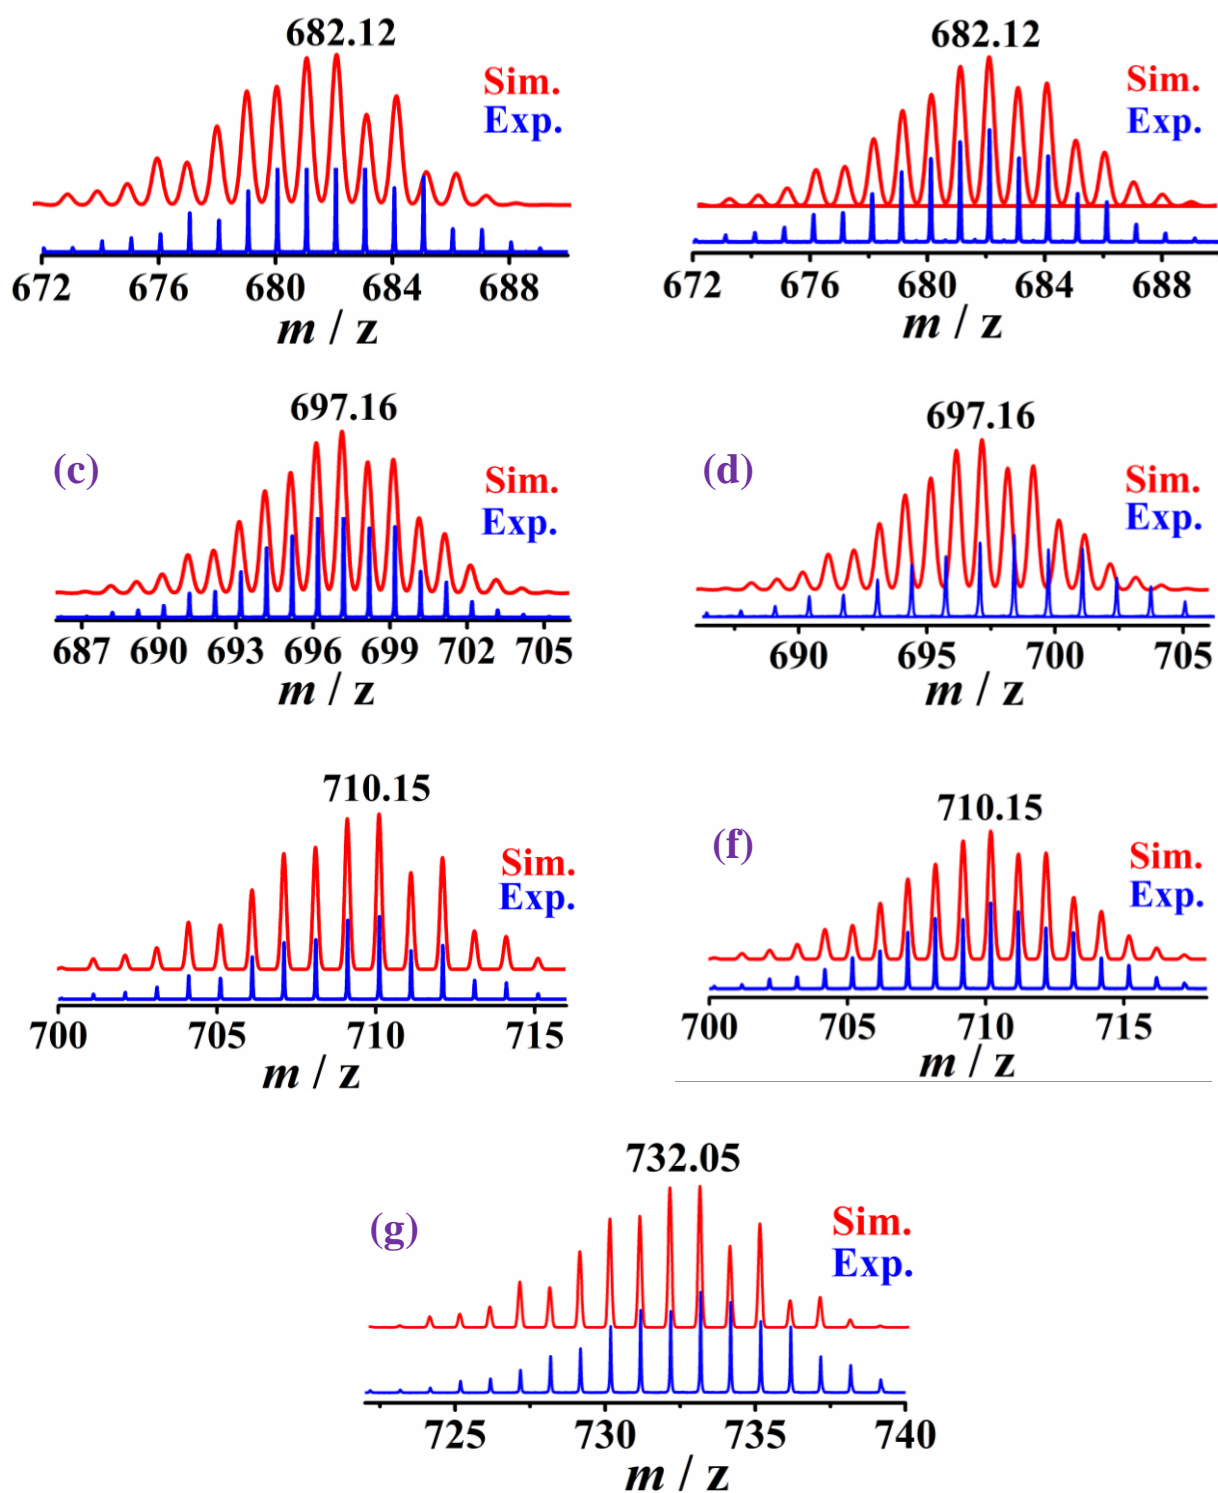 682.12
Sim.
Exp.
672 676 680 684 688
m / z
682.12
Sim.
Exp.
672 676 680 684 688
m / z
697.16
(c)
Sim.
Exp.
687 690 693 696 699 702 705
m / z
697.16
(d)
Sim.
Exp.
690 695 700 705
m / z
710.15
Sim.
Exp.
700 705 710 715
m / z
710.15
(f)
Sim.
Exp.
700 705 710 715
m / z
732.05
(g)
Sim.
Exp.
725 730 735 740
m / z